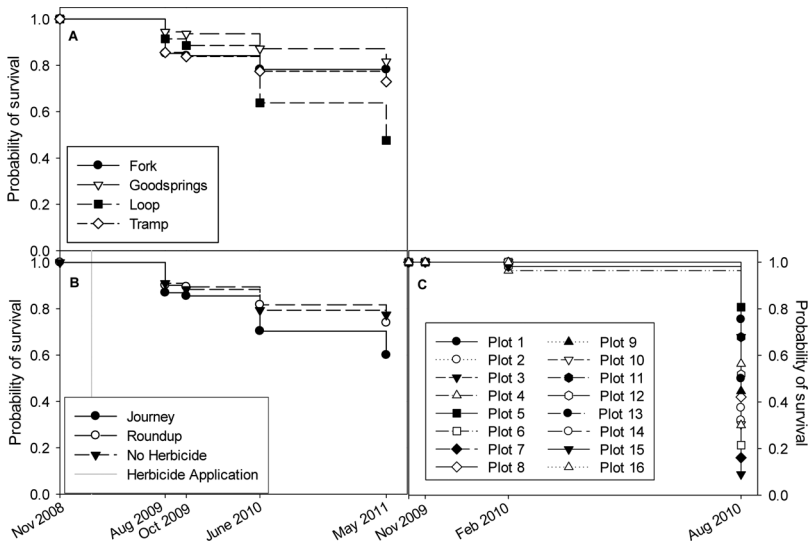 A
Probability of survival
1.0
0.8
0.6
0.4
0.2
0.0
Fork
Goodsprings
Loop
Tramp
B
Probability of survival
1.0
0.8
0.6
0.4
0.2
0.0
Journey
Roundup
No Herbicide
Herbicide Application
Nov 2008
Aug 2009
Oct 2009
June 2010
May 2011
C
Plot 1
Plot 2
Plot 3
Plot 4
Plot 5
Plot 6
Plot 7
Plot 8
Plot 9
Plot 10
Plot 11
Plot 12
Plot 13
Plot 14
Plot 15
Plot 16
1.0
0.8
0.6
0.4
0.2
0.0
Probability of survival
Nov 2009
Feb 2010
Aug 2010